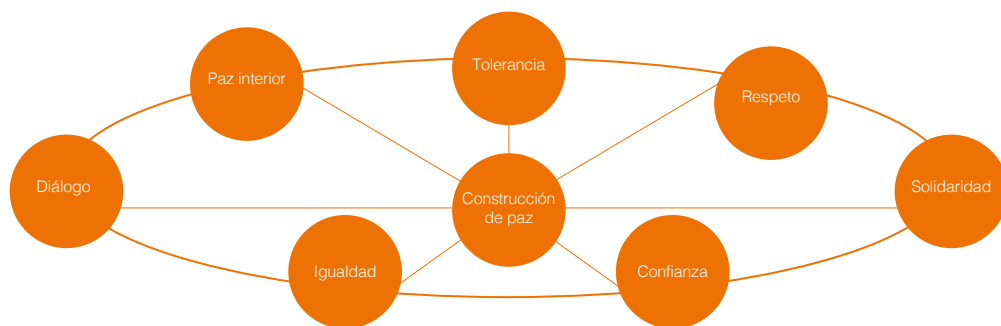 Tolerancia
Paz interior
Respeto
Diálogo
Solidaridad
Construcción
de paz
Igualdad
Confianza